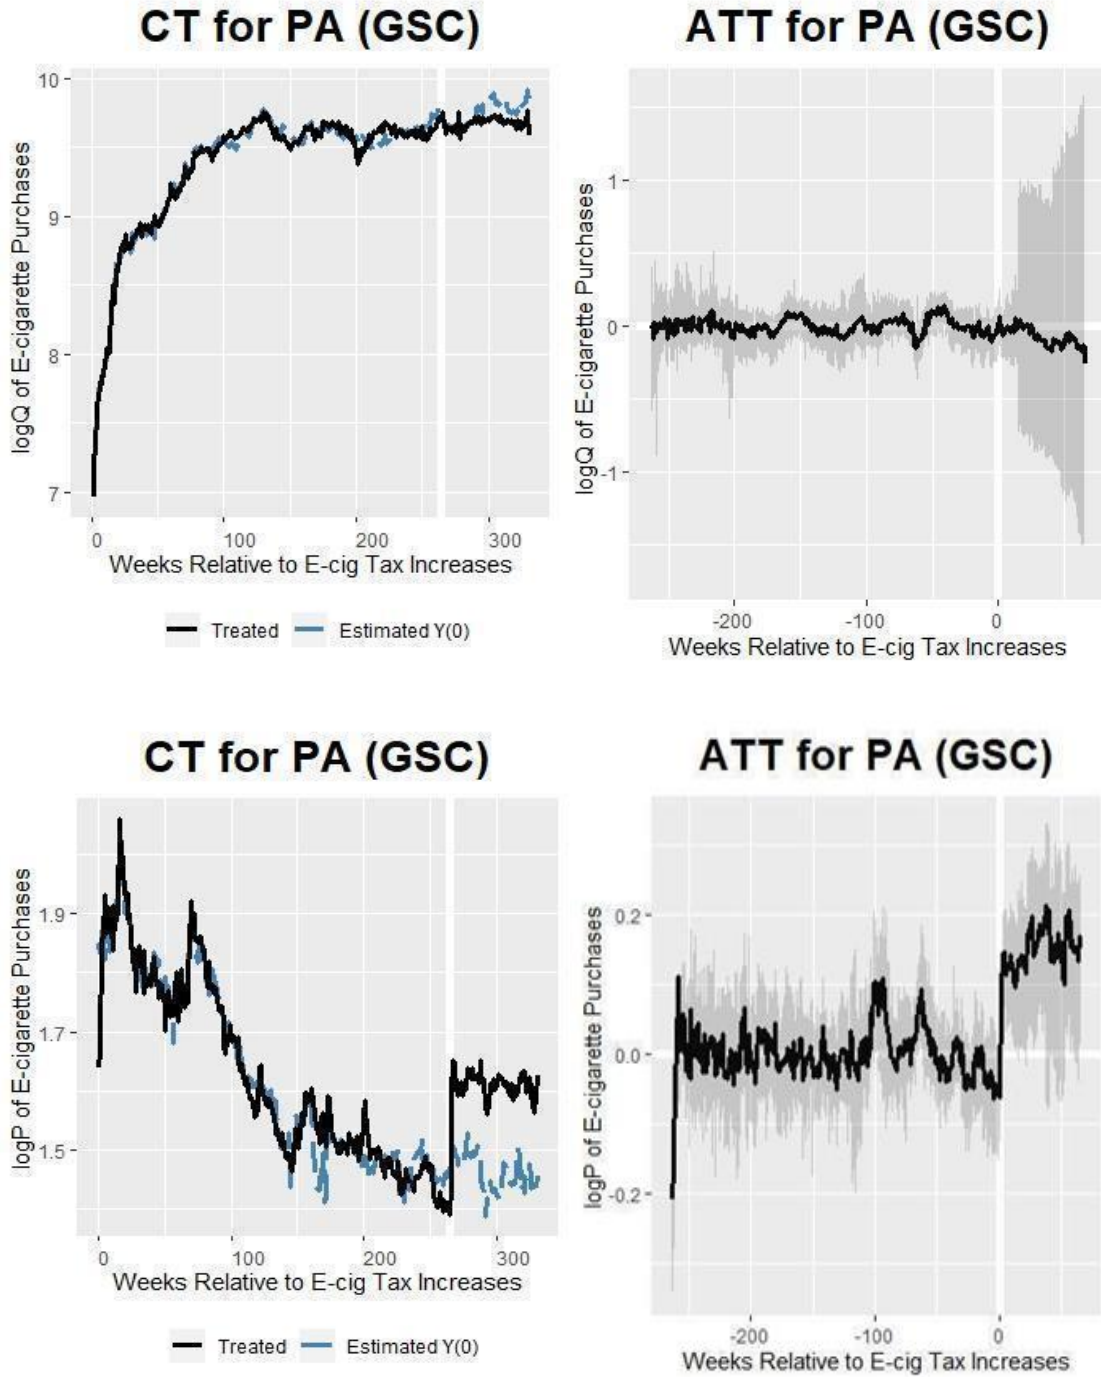 CT for PA (GSC)
logQ of E-cigarette Purchases
10
9
8
7
0 100 200 300
Weeks Relative to E-cig Tax Increases
Treated Estimated Y(0)
ATT for PA (GSC)
logQ of E-cigarette Purchases
1
0
-1
-200 -100 0
Weeks Relative to E-cig Tax Increases
CT for PA (GSC)
logP of E-cigarette Purchases
1.9
1.7
1.5
0 100 200 300
Weeks Relative to E-cig Tax Increases
Treated Estimated Y(0)
ATT for PA (GSC)
logP of E-cigarette Purchases
0.2
0.0
-0.2
-200 -100 0
Weeks Relative to E-cig Tax Increases